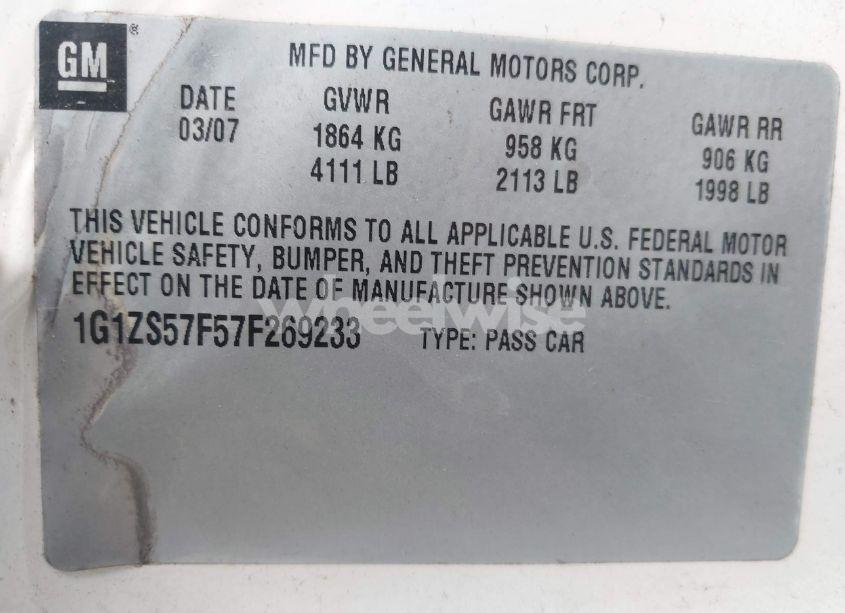 GM ®
MFD BY GENERAL MOTORS CORP.
DATE GVWR GAWR FRT GAWR RR
03/07 1864 KG 958 KG 906 KG
4111 LB 2113 LB 1998 LB
THIS VEHICLE CONFORMS TO ALL APPLICABLE U.S. FEDERAL MOTOR
VEHICLE SAFETY, BUMPER, AND THEFT PREVENTION STANDARDS IN
EFFECT ON THE DATE OF MANUFACTURE SHOWN ABOVE.
wheelwise
1G1ZS57F57F269233 TYPE: PASS CAR